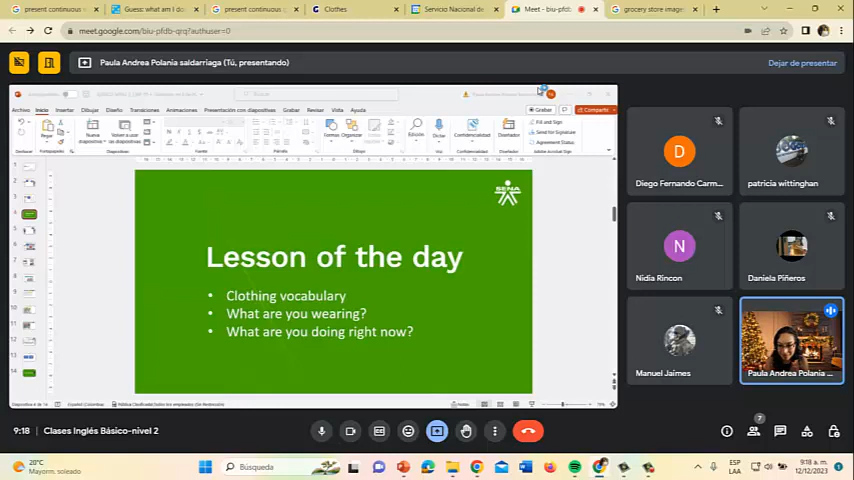 present continuous q
Guess: what am I do
present continuous q
Clothes
Servicio Nacional de
Meet - biu-pfdb
grocery store image
meet.google.com/biu-pfdb-qrq?authuser=0
Paula Andrea Polania saldarriaga (Tú, presentando)
Dejar de presentar
Grabar
Archivo Inicio Insertar Dibujar Diseño Transiciones Animaciones Presentación con diapositivas Grabar Revisar Vista Ayuda
Compartir
Pegar
Nueva diapositiva
Volver a usar diapositivas
Formas Organizar
Edición
Dictar
Confidencialidad
Diseñador
Fill and Sign
Send for Signature
Agreement Status
SENA
Lesson of the day
• Clothing vocabulary
• What are you wearing?
• What are you doing right now?
D
Diego Fernando Carm...
patricia wittinghan
N
Nidia Rincon
Daniela Piñeros
Manuel Jaimes
Paula Andrea Polania ...
9:18
Clases Inglés Básico-nivel 2
7
20°C
Mayorm. soleado
Búsqueda
ESP
LAA
9:18 a. m.
12/12/2023